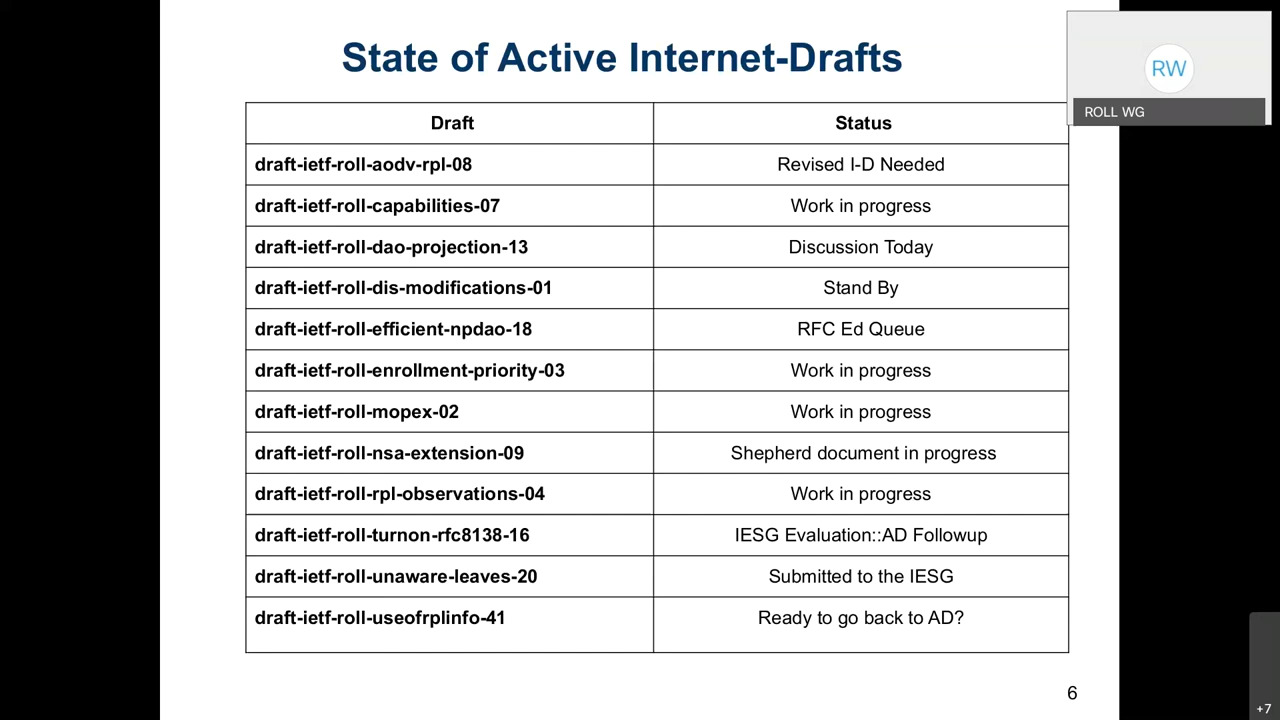 State of Active Internet-Drafts
RW
ROLL WG
Draft Status
draft-ietf-roll-aodv-rpl-08 Revised I-D Needed
draft-ietf-roll-capabilities-07 Work in progress
draft-ietf-roll-dao-projection-13 Discussion Today
draft-ietf-roll-dis-modifications-01 Stand By
draft-ietf-roll-efficient-npdao-18 RFC Ed Queue
draft-ietf-roll-enrollment-priority-03 Work in progress
draft-ietf-roll-mopex-02 Work in progress
draft-ietf-roll-nsa-extension-09 Shepherd document in progress
draft-ietf-roll-rpl-observations-04 Work in progress
draft-ietf-roll-turnon-rfc8138-16 IESG Evaluation::AD Followup
draft-ietf-roll-unaware-leaves-20 Submitted to the IESG
draft-ietf-roll-useofrplinfo-41 Ready to go back to AD?
6
+7